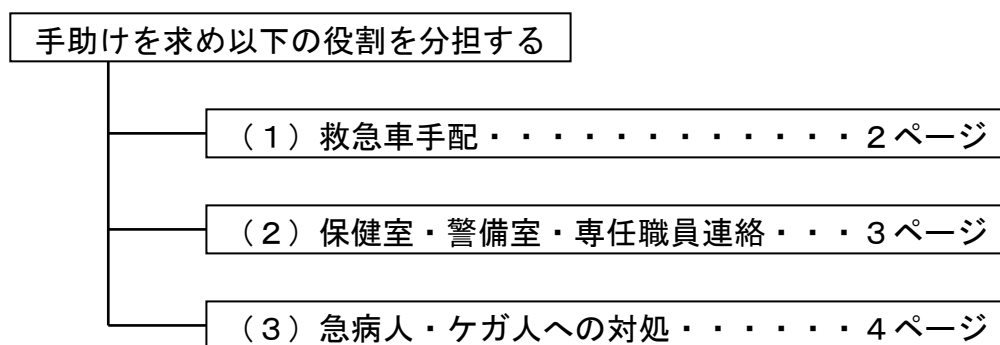 手助けを求め以下の役割を分担する
（１）救急車手配・・・・・・・・・・・・２ページ
（２）保健室・警備室・専任職員連絡・・・３ページ
（３）急病人・ケガ人への対処・・・・・・４ページ